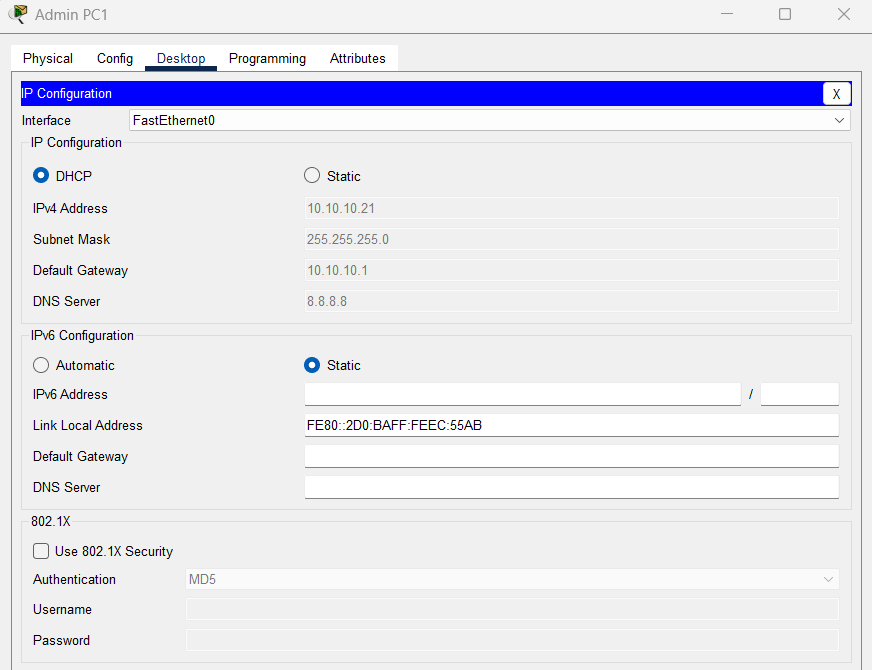 Admin PC1
Physical Config Desktop Programming Attributes
IP Configuration X
Interface FastEthernet0
IP Configuration
DHCP Static
IPv4 Address 10.10.10.21
Subnet Mask 255.255.255.0
Default Gateway 10.10.10.1
DNS Server 8.8.8.8
IPv6 Configuration
Automatic Static
IPv6 Address /
Link Local Address FE80::2D0:BAFF:FEEC:55AB
Default Gateway
DNS Server
802.1X
Use 802.1X Security
Authentication MD5
Username
Password